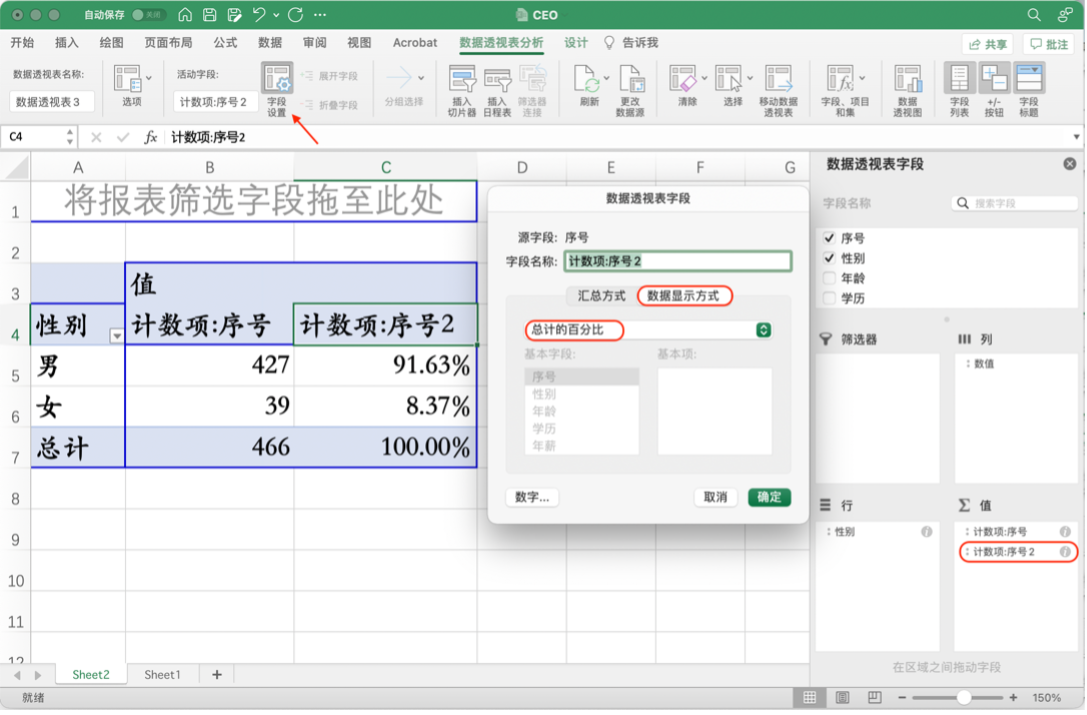 自动保存 关闭 CEO
开始 插入 绘图 页面布局 公式 数据 审阅 视图 Acrobat 数据透视表分析 设计 告诉我 共享 批注
数据透视表名称:
数据透视表3
选项
活动字段:
计数项:序号2
字段
设置
展开字段
折叠字段
分组选择
插入
切片器
插入
日程表
筛选器
连接
刷新
更改
数据源
清除
选择
移动数据
透视表
字段、项目
和集
数据
透视图
字段
列表
+/-
按钮
字段
标题
C4 fx 计数项:序号2
A B C D E F G
1 将报表筛选字段拖至此处
2
3 值
4 性别 计数项:序号 计数项:序号2
5 男 427 91.63%
6 女 39 8.37%
7 总计 466 100.00%
8
9
10
11
12
数据透视表字段
源字段: 序号
字段名称: 计数项:序号2
汇总方式 数据显示方式
总计的百分比
基本字段: 基本项:
序号
性别
年龄
学历
年薪
数字... 取消 确定
数据透视表字段
字段名称 搜索字段
序号
性别
年龄
学历
筛选器 列
: 数值
行 Σ 值
: 性别 : 计数项:序号
: 计数项:序号2
在区域之间拖动字段
Sheet2 Sheet1 +
就绪 − + 150%